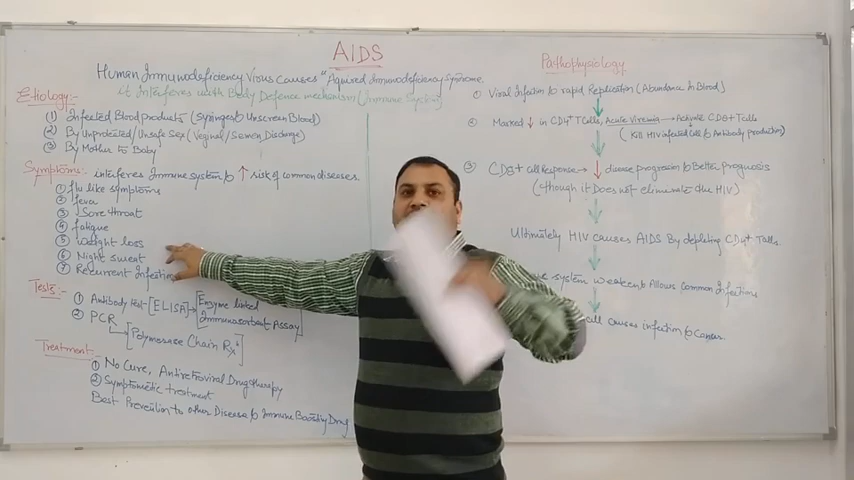 AIDS
Human Immunodeficiency Virus causes "Aquired Immunodeficiency Syndrome
it Interferes with Body Defence mechanism (Immune System)
Etiology:-
① Infected Blood products (Syringes & Unscreen Blood)
② By Unprotected/Unsafe Sex (Veginal/Semen Discharge)
③ By Mother to Baby
Symptoms: interferes Immune system & ↑ risk of common diseases
① flu like symptoms
② fever
③ Sore throat
④ fatigue
⑤ Weight loss
⑥ Night sweat
⑦ Recurrent Infection
Tests:-
① Antibody test-[ELISA]→[Enzyme linked
Immunosorbent Assay]
② PCR
[Polymerase Chain Rxn]
Treatment:
① No Cure, Antiretroviral Drug therapy
② Symptometic treatment
Best Prevention to other Disease & Immune Boosting Drug
Pathophysiology
① Viral Infection to rapid Replication (Abundance in Blood)
② Marked ↓ in CD4+ T Cells, Acute Viremia → Activate CD8+ T cells
(Kill HIV infected cells & Antibody production)
③ CD8+ cell Response→ ↓ disease progression & Better prognosis
(though it Does not eliminate the HIV)
Ultimately HIV causes AIDS By depleting CD4+ T cells.
system weakens & Allows Common Infections
cell causes infection & Cancer.